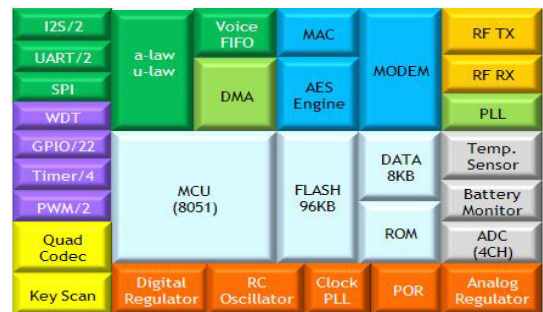 I2S/2
UART/2
SPI
WDT
GPIO/22
Timer/4
PWM/2
Quad
Codec
Key Scan
a-law
u-law
Voice
FIFO
DMA
MAC
AES
Engine
MODEM
RF TX
RF RX
PLL
MCU
(8051)
FLASH
96KB
DATA
8KB
ROM
Temp.
Sensor
Battery
Monitor
ADC
(4CH)
Digital
Regulator
RC
Oscillator
Clock
PLL
POR
Analog
Regulator